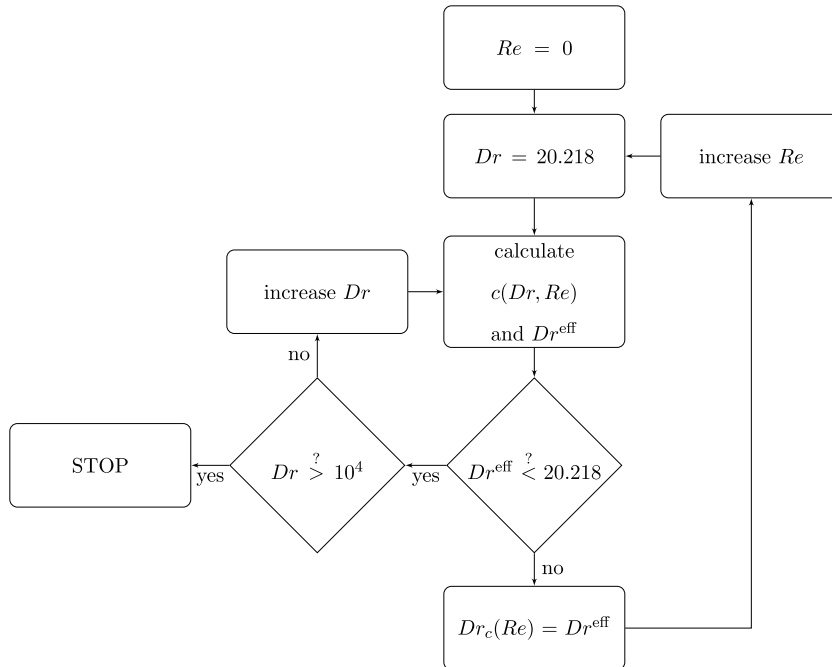 Re = 0
Dr = 20.218
increase Re
calculate
c(Dr, Re)
and Dr^eff
increase Dr
no
STOP
yes
Dr >^? 10^4
yes
Dr^eff <^? 20.218
no
Dr_c(Re) = Dr^eff